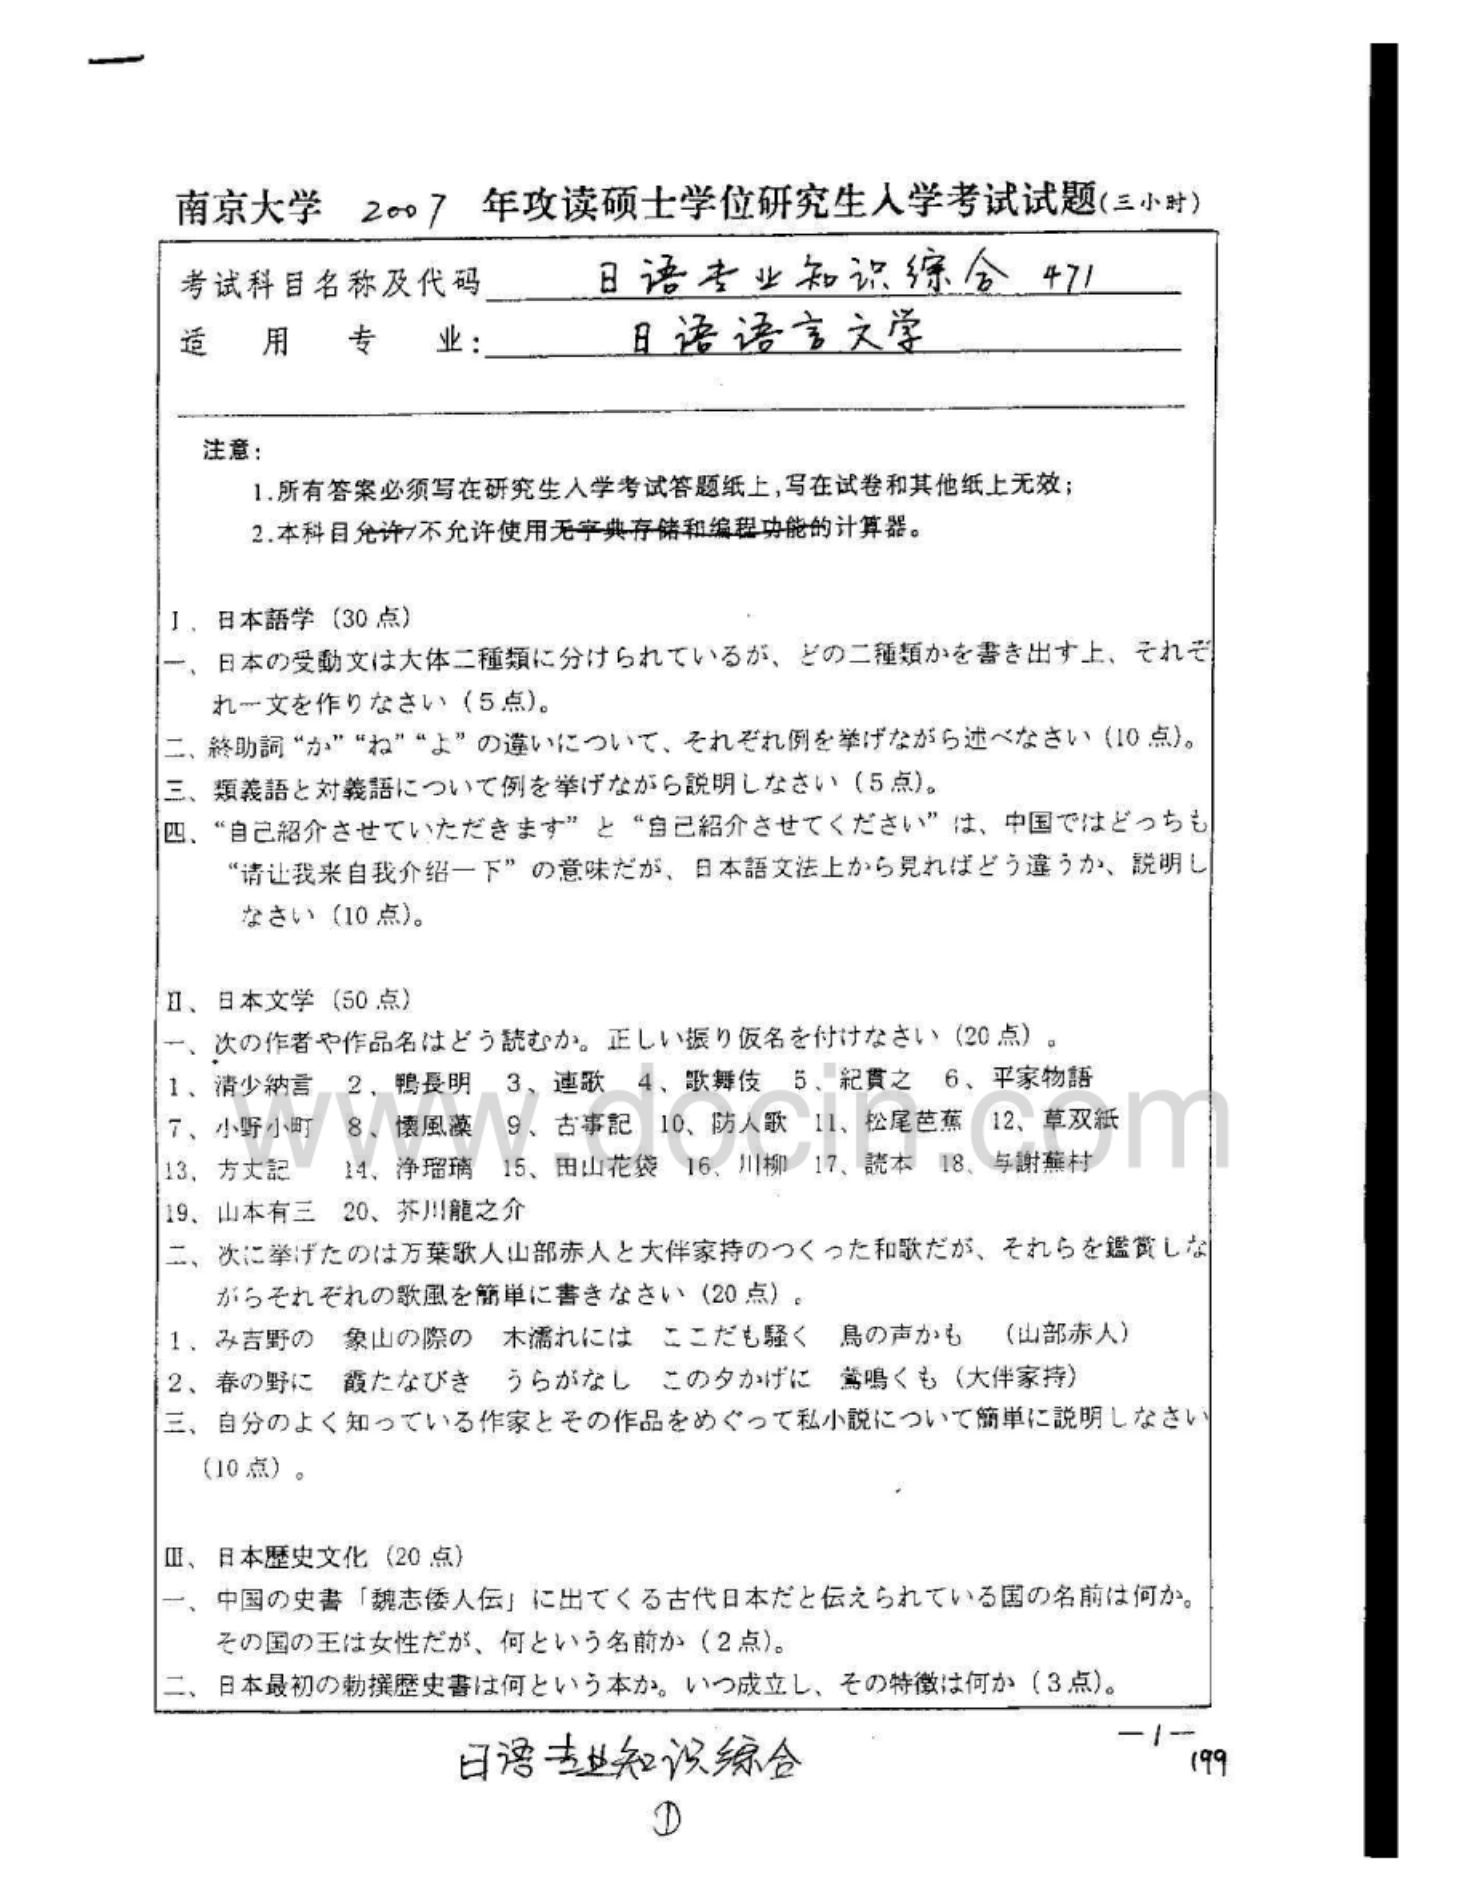 南京大学 2007 年攻读硕士学位研究生入学考试试题(三小时)
考试科目名称及代码 日语专业知识综合 471
适用专业: 日语语言文学
注意:
1.所有答案必须写在研究生入学考试答题纸上,写在试卷和其他纸上无效;
2.本科目允许/不允许使用无字典存储和编程功能的计算器。
Ⅰ、日本語学(30 点)
一、日本の受動文は大体二種類に分けられているが、どの二種類かを書き出す上、それぞ
れ一文を作りなさい(5点)。
二、終助詞“か”“ね”“よ”の違いについて、それぞれ例を挙げながら述べなさい(10 点)。
三、類義語と対義語について例を挙げながら説明しなさい(5点)。
四、“自己紹介させていただきます”と“自己紹介させてください”は、中国ではどっちも
“请让我来自我介绍一下”の意味だが、日本語文法上から見ればどう違うか、説明し
なさい(10 点)。
Ⅱ、日本文学(50 点)
一、次の作者や作品名はどう読むか。正しい振り仮名を付けなさい(20 点)。
1、清少納言 2、鴨長明 3、連歌 4、歌舞伎 5、紀貫之 6、平家物語
7、小野小町 8、懐風藻 9、古事記 10、防人歌 11、松尾芭蕉 12、草双紙
13、方丈記 14、浄瑠璃 15、田山花袋 16、川柳 17、読本 18、与謝蕪村
19、山本有三 20、芥川龍之介
二、次に挙げたのは万葉歌人山部赤人と大伴家持のつくった和歌だが、それらを鑑賞しな
がらそれぞれの歌風を簡単に書きなさい(20 点)。
1、み吉野の 象山の際の 木濡れには ここだも騒く 鳥の声かも (山部赤人)
2、春の野に 霞たなびき うらがなし この夕かげに 鶯鳴くも(大伴家持)
三、自分のよく知っている作家とその作品をめぐって私小説について簡単に説明しなさい
(10 点)。
Ⅲ、日本歴史文化(20 点)
一、中国の史書「魏志倭人伝」に出てくる古代日本だと伝えられている国の名前は何か。
その国の王は女性だが、何という名前か(2点)。
二、日本最初の勅撰歴史書は何という本か。いつ成立し、その特徴は何か(3点)。
—1—
199
日语专业知识综合
①
www.docin.com